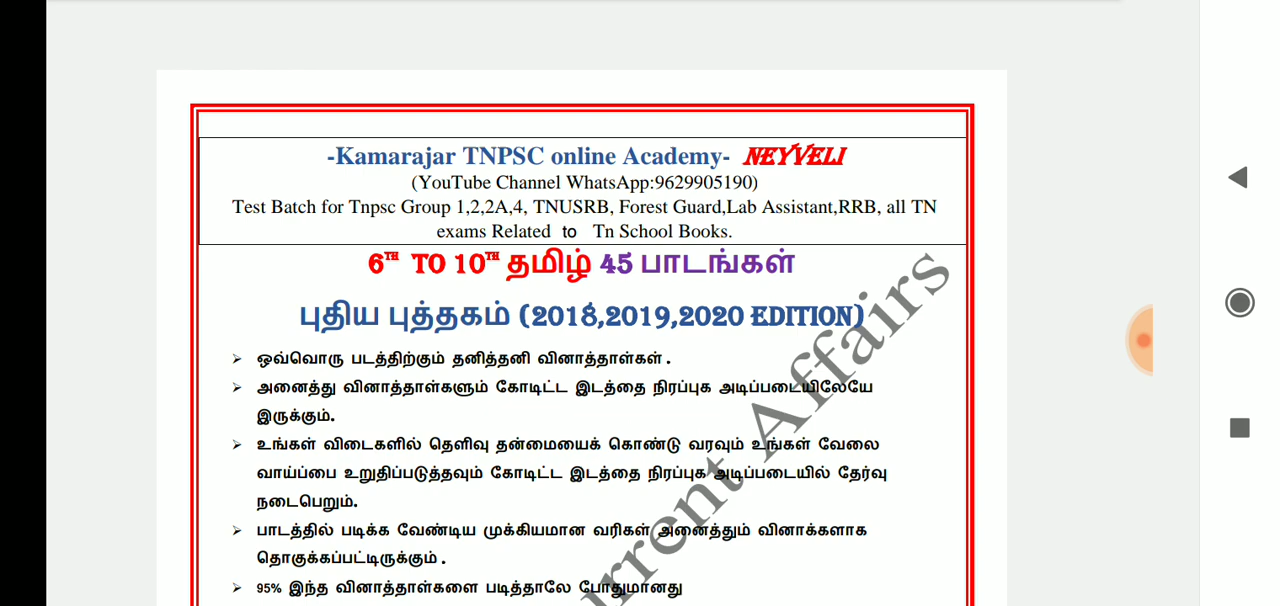 -Kamarajar TNPSC online Academy- NEYVELI
(YouTube Channel WhatsApp:9629905190)
Test Batch for Tnpsc Group 1,2,2A,4, TNUSRB, Forest Guard,Lab Assistant,RRB, all TN
exams Related to Tn School Books.
6TH TO 10TH தமிழ் 45 பாடங்கள்
புதிய புத்தகம் (2018,2019,2020 EDITION)
➢ ஒவ்வொரு படத்திற்கும் தனித்தனி வினாத்தாள்கள் .
➢ அனைத்து வினாத்தாள்களும் கோடிட்ட இடத்தை நிரப்புக அடிப்படையிலேயே
இருக்கும்.
➢ உங்கள் விடைகளில் தெளிவு தன்மையைக் கொண்டு வரவும் உங்கள் வேலை
வாய்ப்பை உறுதிப்படுத்தவும் கோடிட்ட இடத்தை நிரப்புக அடிப்படையில் தேர்வு
நடைபெறும்.
➢ பாடத்தில் படிக்க வேண்டிய முக்கியமான வரிகள் அனைத்தும் வினாக்களாக
தொகுக்கப்பட்டிருக்கும் .
➢ 95% இந்த வினாத்தாள்களை படித்தாலே போதுமானது
urrent Affairs